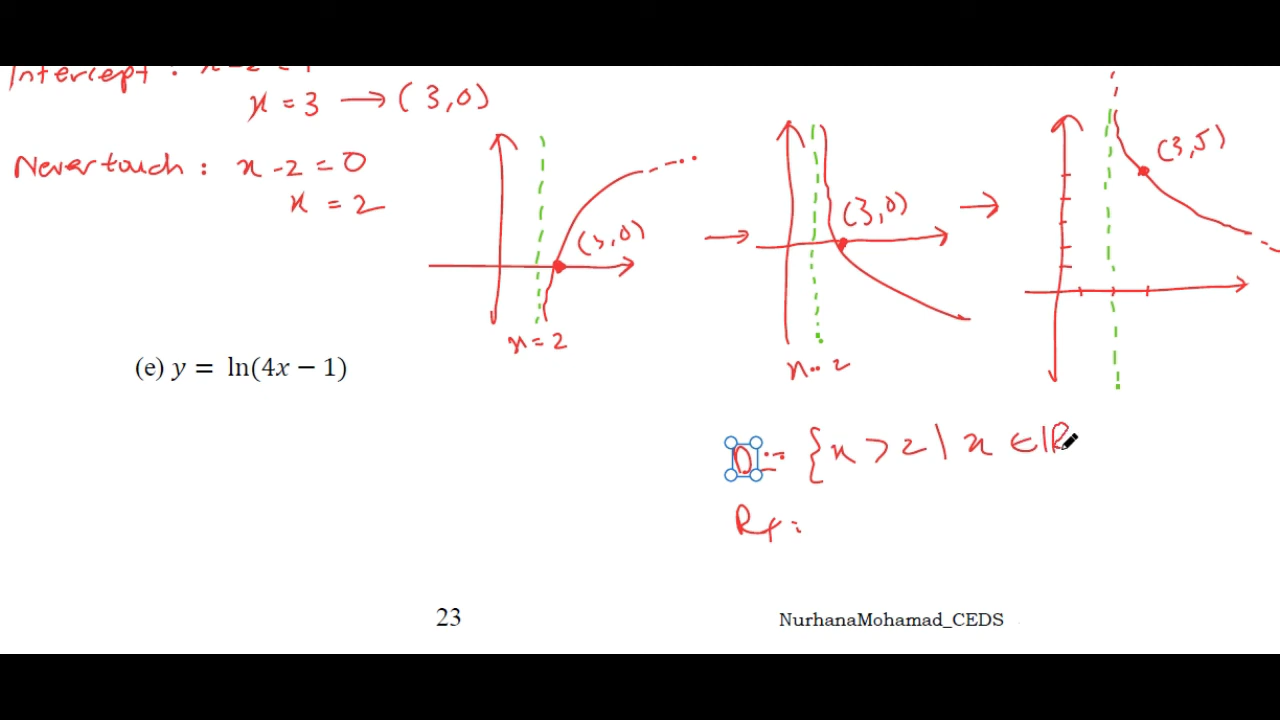 Intercept :
x = 3 → (3,0)
Never touch : x - 2 = 0
x = 2
(3,0)
x = 2
(3,0)
→
(3,5)
→
(e) y = ln(4x − 1)
D := {x > 2 | x ∈ ℝ
Rf :
23
NurhanaMohamad_CEDS